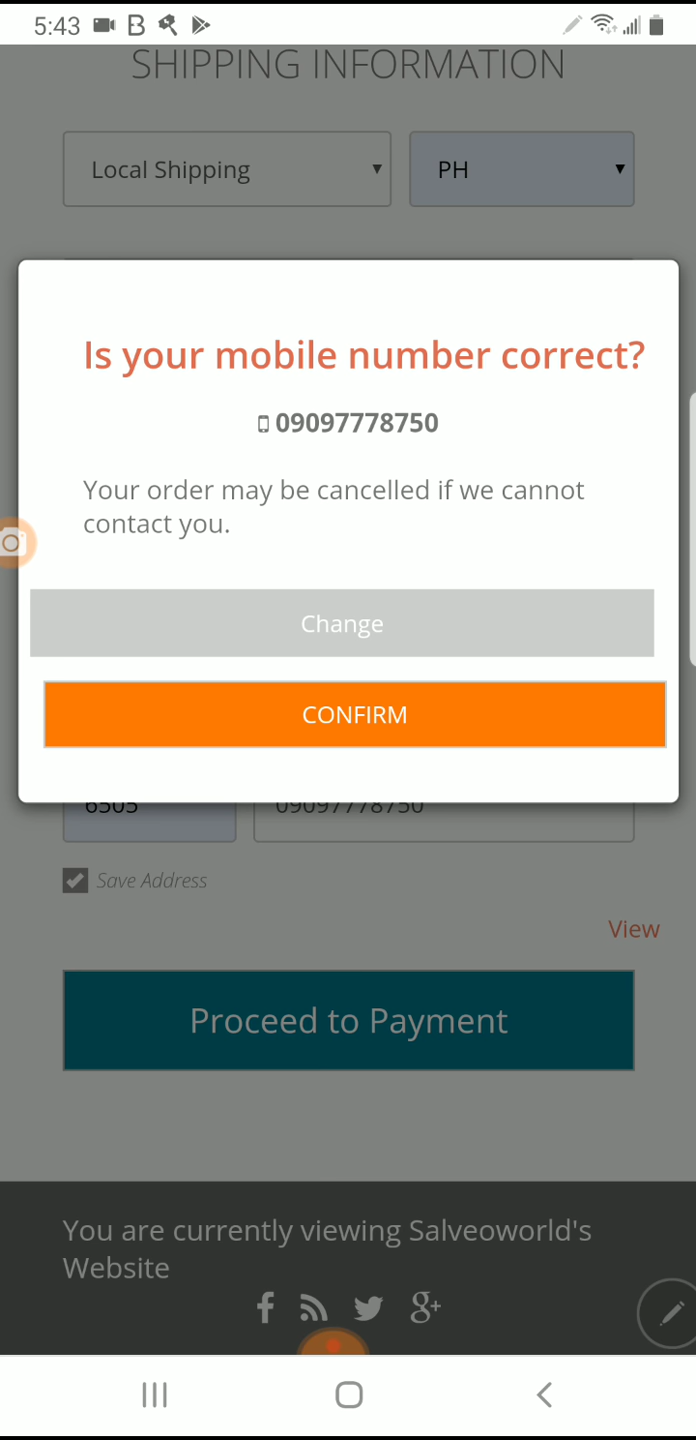 5:43
SHIPPING INFORMATION
Local Shipping
PH
Is your mobile number correct?
09097778750
Your order may be cancelled if we cannot
contact you.
Change
CONFIRM
6505
09097778750
Save Address
View
Proceed to Payment
You are currently viewing Salveoworld's
Website